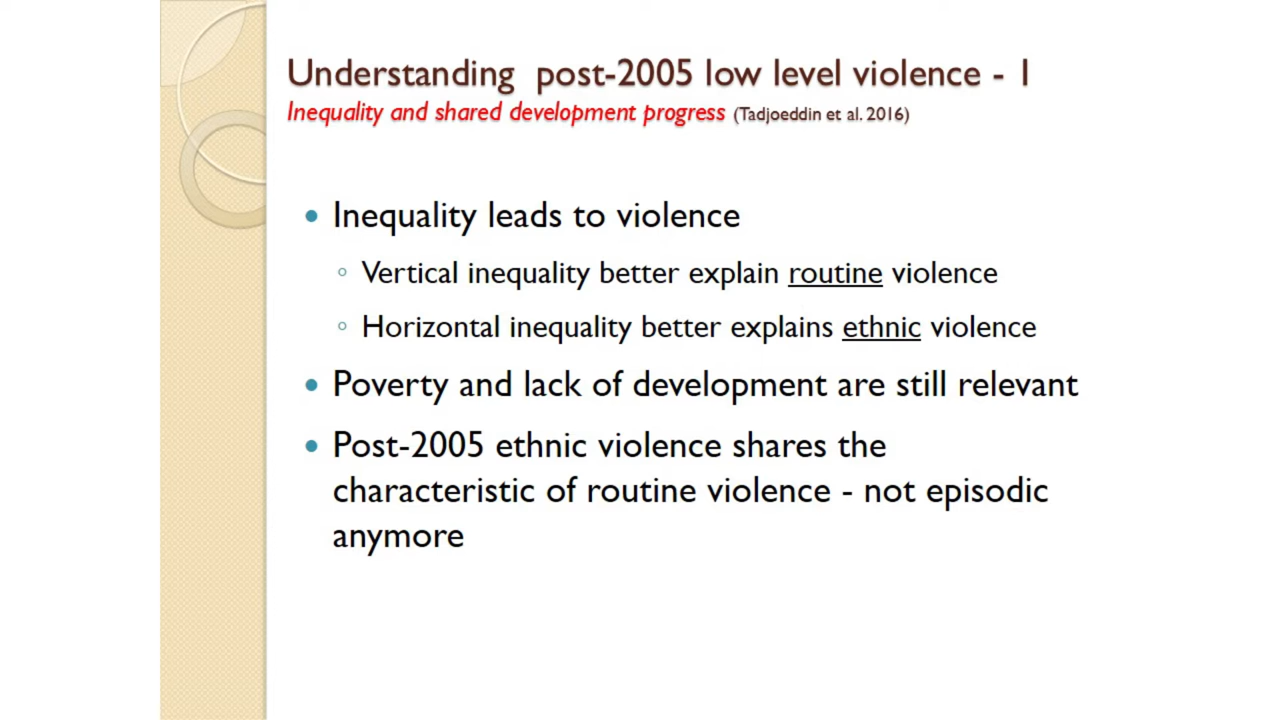 Understanding post-2005 low level violence - 1
Inequality and shared development progress (Tadjoeddin et al. 2016)
• Inequality leads to violence
◦ Vertical inequality better explain routine violence
◦ Horizontal inequality better explains ethnic violence
• Poverty and lack of development are still relevant
• Post-2005 ethnic violence shares the
characteristic of routine violence - not episodic
anymore